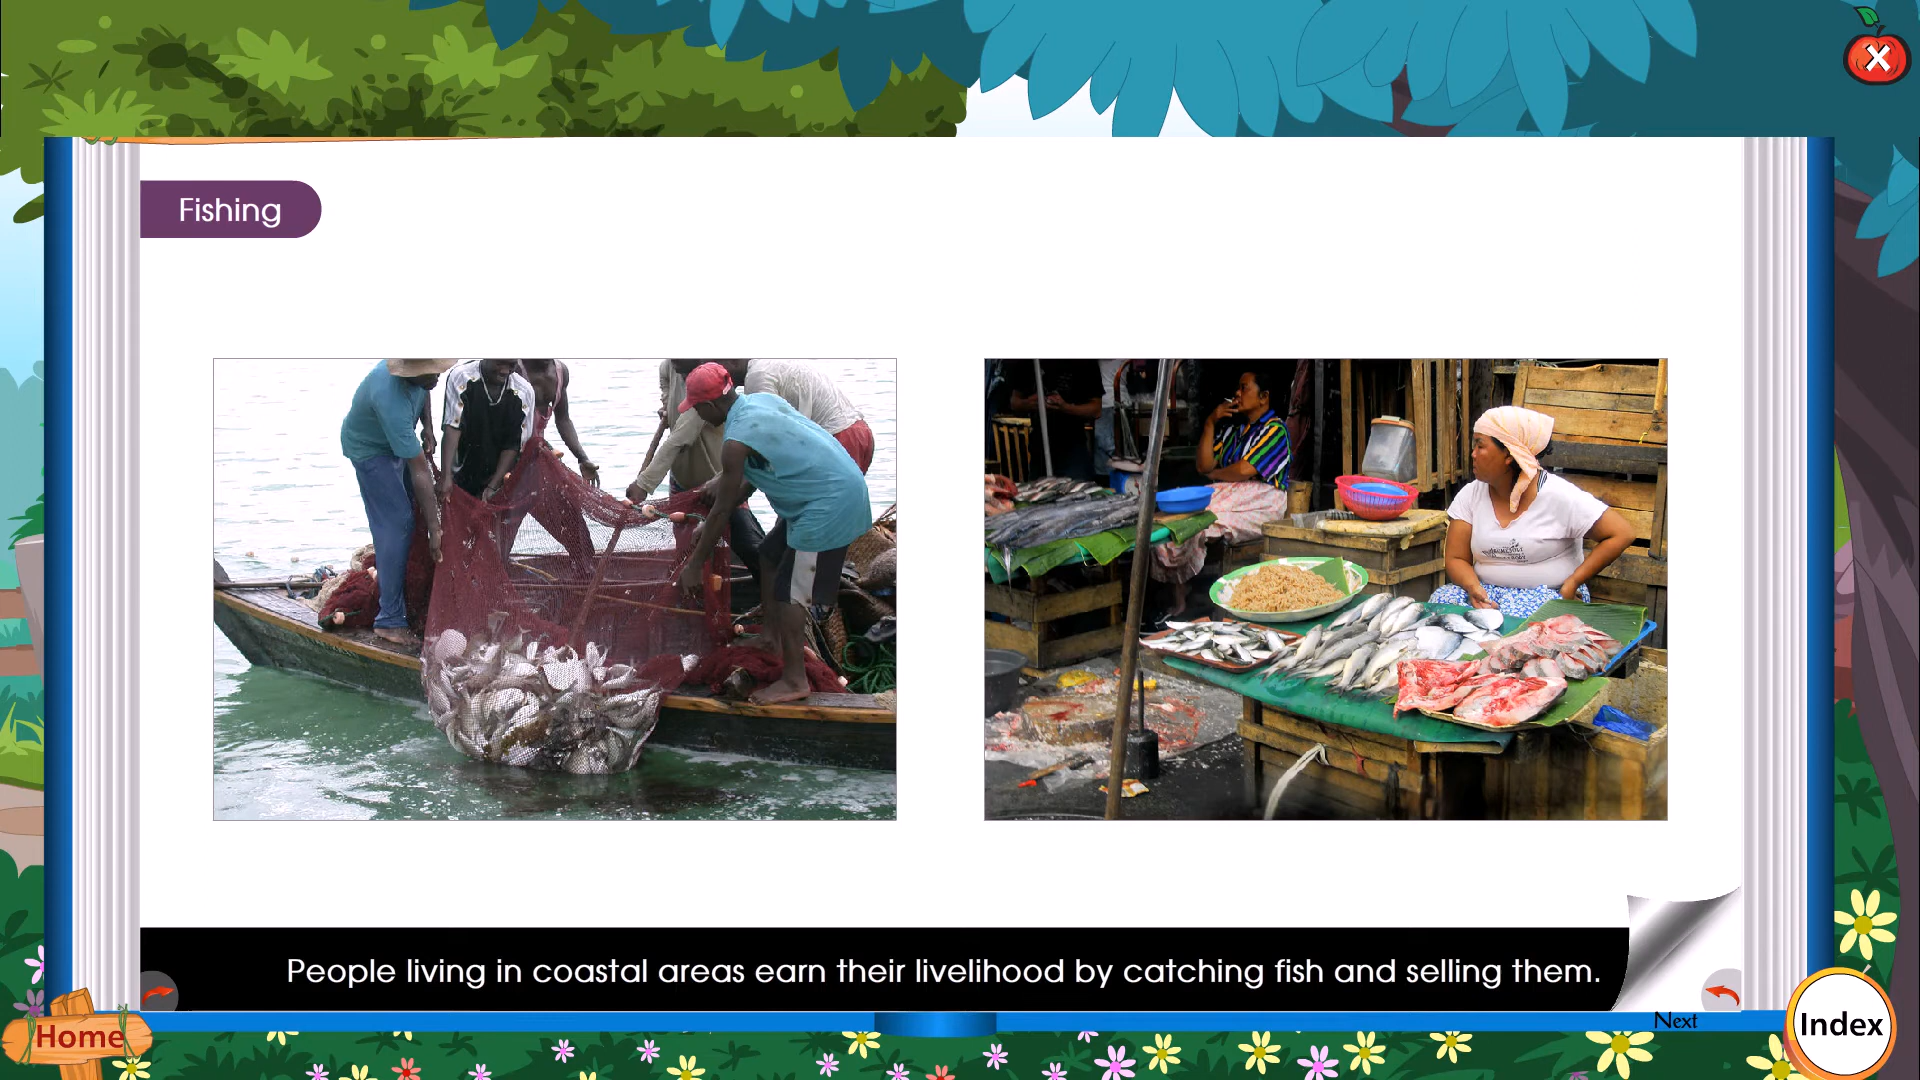 Fishing
People living in coastal areas earn their livelihood by catching fish and selling them.
Next
Home
Index